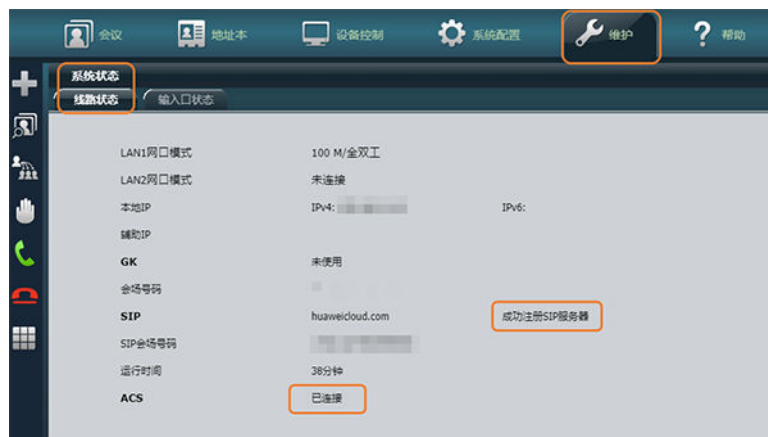 会议 地址本 设备控制 系统配置 维护 ? 帮助
系统状态
线路状态 输入口状态
LAN1网口模式 100 M/全双工
LAN2网口模式 未连接
本地IP IPv4: IPv6:
辅助IP
GK 未使用
会场号码
SIP huaweicloud.com 成功注册SIP服务器
SIP会场号码
运行时间 38分钟
ACS 已连接